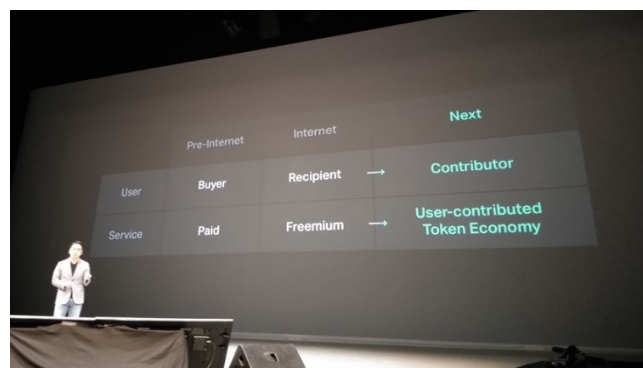 Pre-Internet Internet Next
User Buyer Recipient → Contributor
Service Paid Freemium → User-contributed
Token Economy